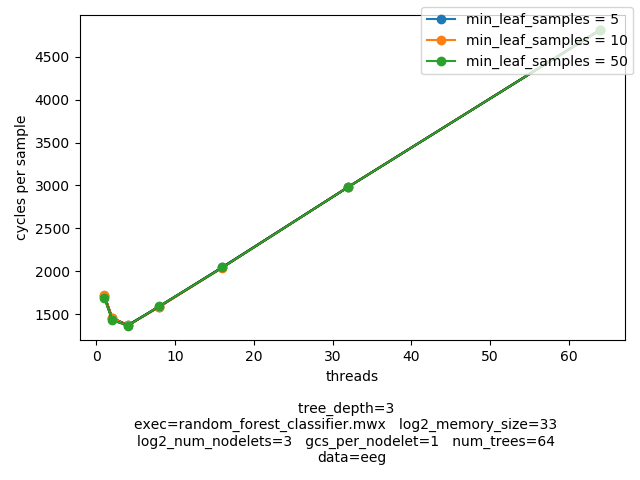 min_leaf_samples = 5
min_leaf_samples = 10
min_leaf_samples = 50
cycles per sample
4500
4000
3500
3000
2500
2000
1500
0 10 20 30 40 50 60
threads
tree_depth=3
exec=random_forest_classifier.mwx log2_memory_size=33
log2_num_nodelets=3 gcs_per_nodelet=1 num_trees=64
data=eeg